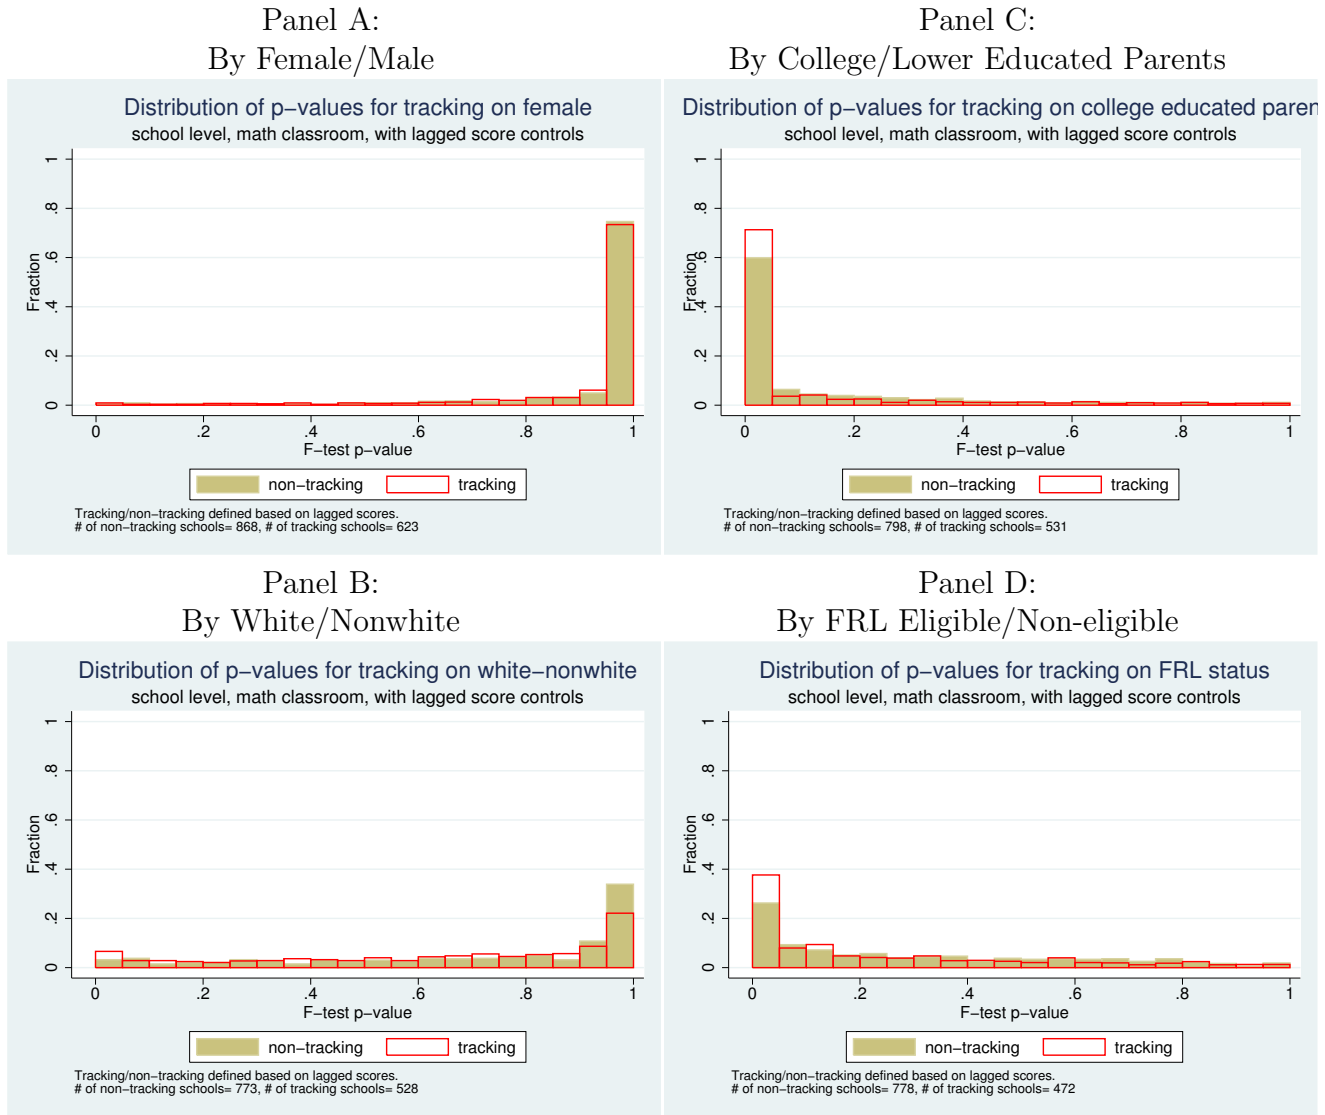 Panel A:
By Female/Male
Distribution of p−values for tracking on female
school level, math classroom, with lagged score controls
Fraction
1
.8
.6
.4
.2
0
0 .2 .4 .6 .8 1
F−test p−value
non−tracking tracking
Tracking/non−tracking defined based on lagged scores.
# of non−tracking schools= 868, # of tracking schools= 623
Panel C:
By College/Lower Educated Parents
Distribution of p−values for tracking on college educated paren
school level, math classroom, with lagged score controls
Fraction
1
.8
.6
.4
.2
0
0 .2 .4 .6 .8 1
F−test p−value
non−tracking tracking
Tracking/non−tracking defined based on lagged scores.
# of non−tracking schools= 798, # of tracking schools= 531
Panel B:
By White/Nonwhite
Distribution of p−values for tracking on white−nonwhite
school level, math classroom, with lagged score controls
Fraction
1
.8
.6
.4
.2
0
0 .2 .4 .6 .8 1
F−test p−value
non−tracking tracking
Tracking/non−tracking defined based on lagged scores.
# of non−tracking schools= 773, # of tracking schools= 528
Panel D:
By FRL Eligible/Non-eligible
Distribution of p−values for tracking on FRL status
school level, math classroom, with lagged score controls
Fraction
1
.8
.6
.4
.2
0
0 .2 .4 .6 .8 1
F−test p−value
non−tracking tracking
Tracking/non−tracking defined based on lagged scores.
# of non−tracking schools= 778, # of tracking schools= 472